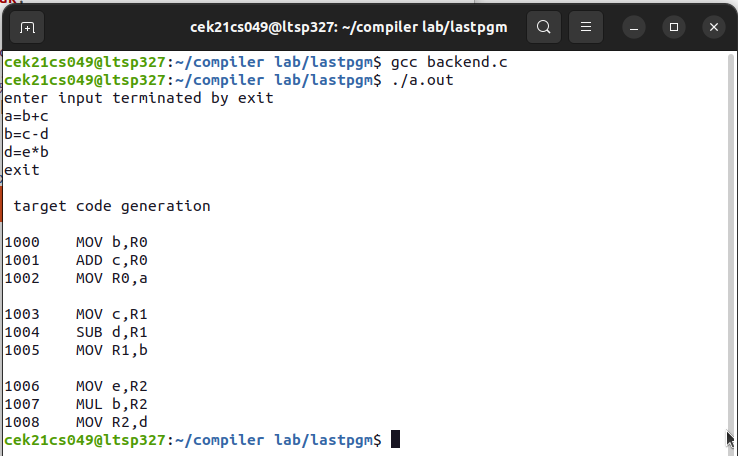 cek21cs049@ltsp327: ~/compiler lab/lastpgm
cek21cs049@ltsp327:~/compiler lab/lastpgm$ gcc backend.c
cek21cs049@ltsp327:~/compiler lab/lastpgm$ ./a.out
enter input terminated by exit
a=b+c
b=c-d
d=e*b
exit
target code generation
1000 MOV b,R0
1001 ADD c,R0
1002 MOV R0,a
1003 MOV c,R1
1004 SUB d,R1
1005 MOV R1,b
1006 MOV e,R2
1007 MUL b,R2
1008 MOV R2,d
cek21cs049@ltsp327:~/compiler lab/lastpgm$